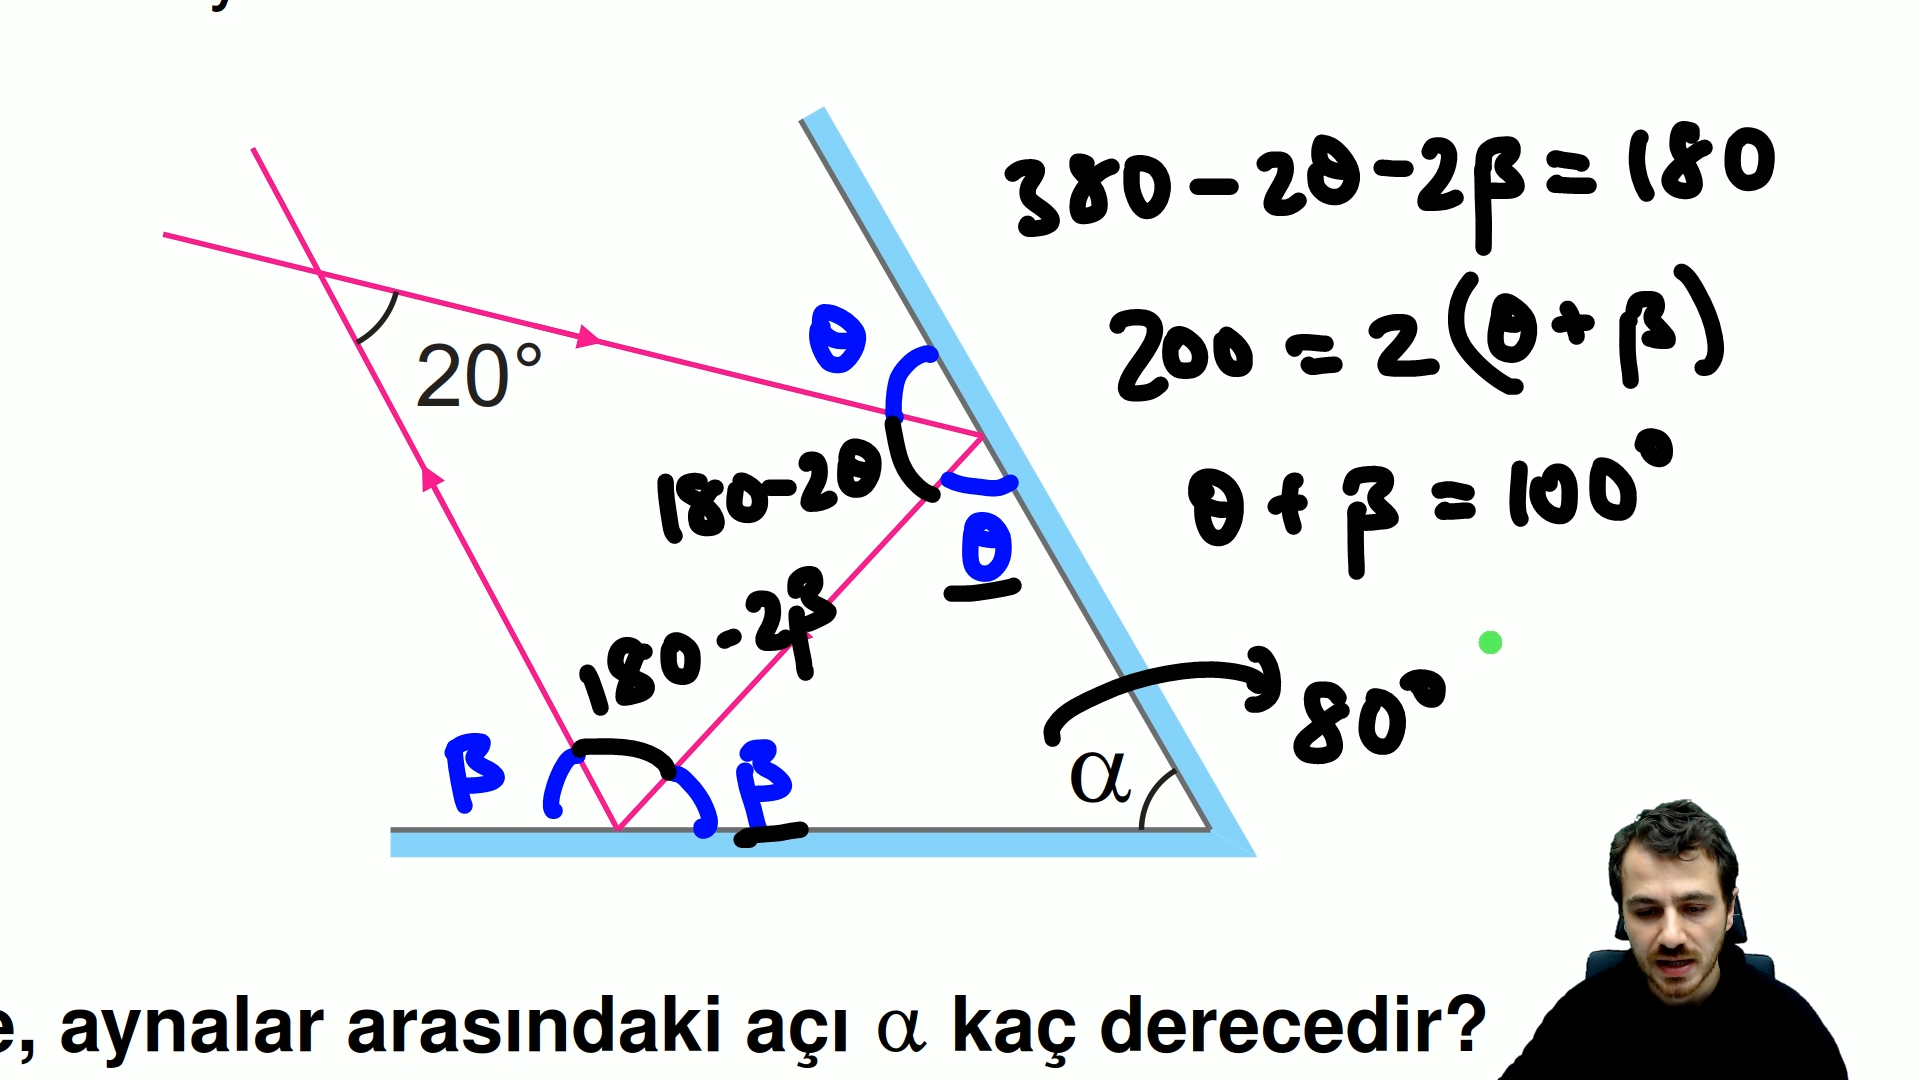 380-2θ-2β=180
20°
θ
200=2(θ+β)
180-2θ
θ+β=100°
θ
180-2β
80°
β
β
α
e, aynalar arasındaki açı α kaç derecedir?